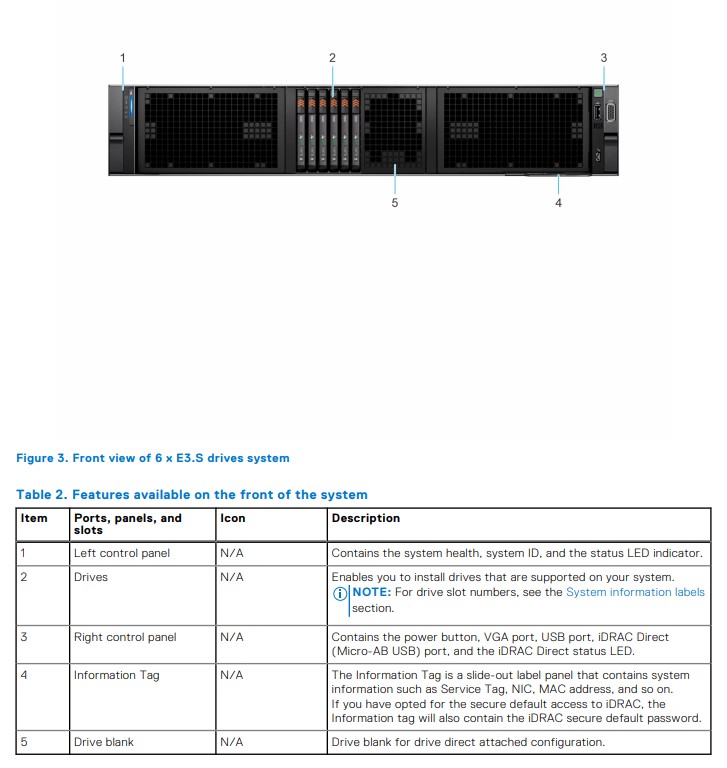 1 2 3
5 4
Figure 3. Front view of 6 x E3.S drives system
Table 2. Features available on the front of the system
Item Ports, panels, and slots Icon Description
1 Left control panel N/A Contains the system health, system ID, and the status LED indicator.
2 Drives N/A Enables you to install drives that are supported on your system.
NOTE: For drive slot numbers, see the System information labels
section.
3 Right control panel N/A Contains the power button, VGA port, USB port, iDRAC Direct
(Micro-AB USB) port, and the iDRAC Direct status LED.
4 Information Tag N/A The Information Tag is a slide-out label panel that contains system
information such as Service Tag, NIC, MAC address, and so on.
If you have opted for the secure default access to iDRAC, the
Information tag will also contain the iDRAC secure default password.
5 Drive blank N/A Drive blank for drive direct attached configuration.